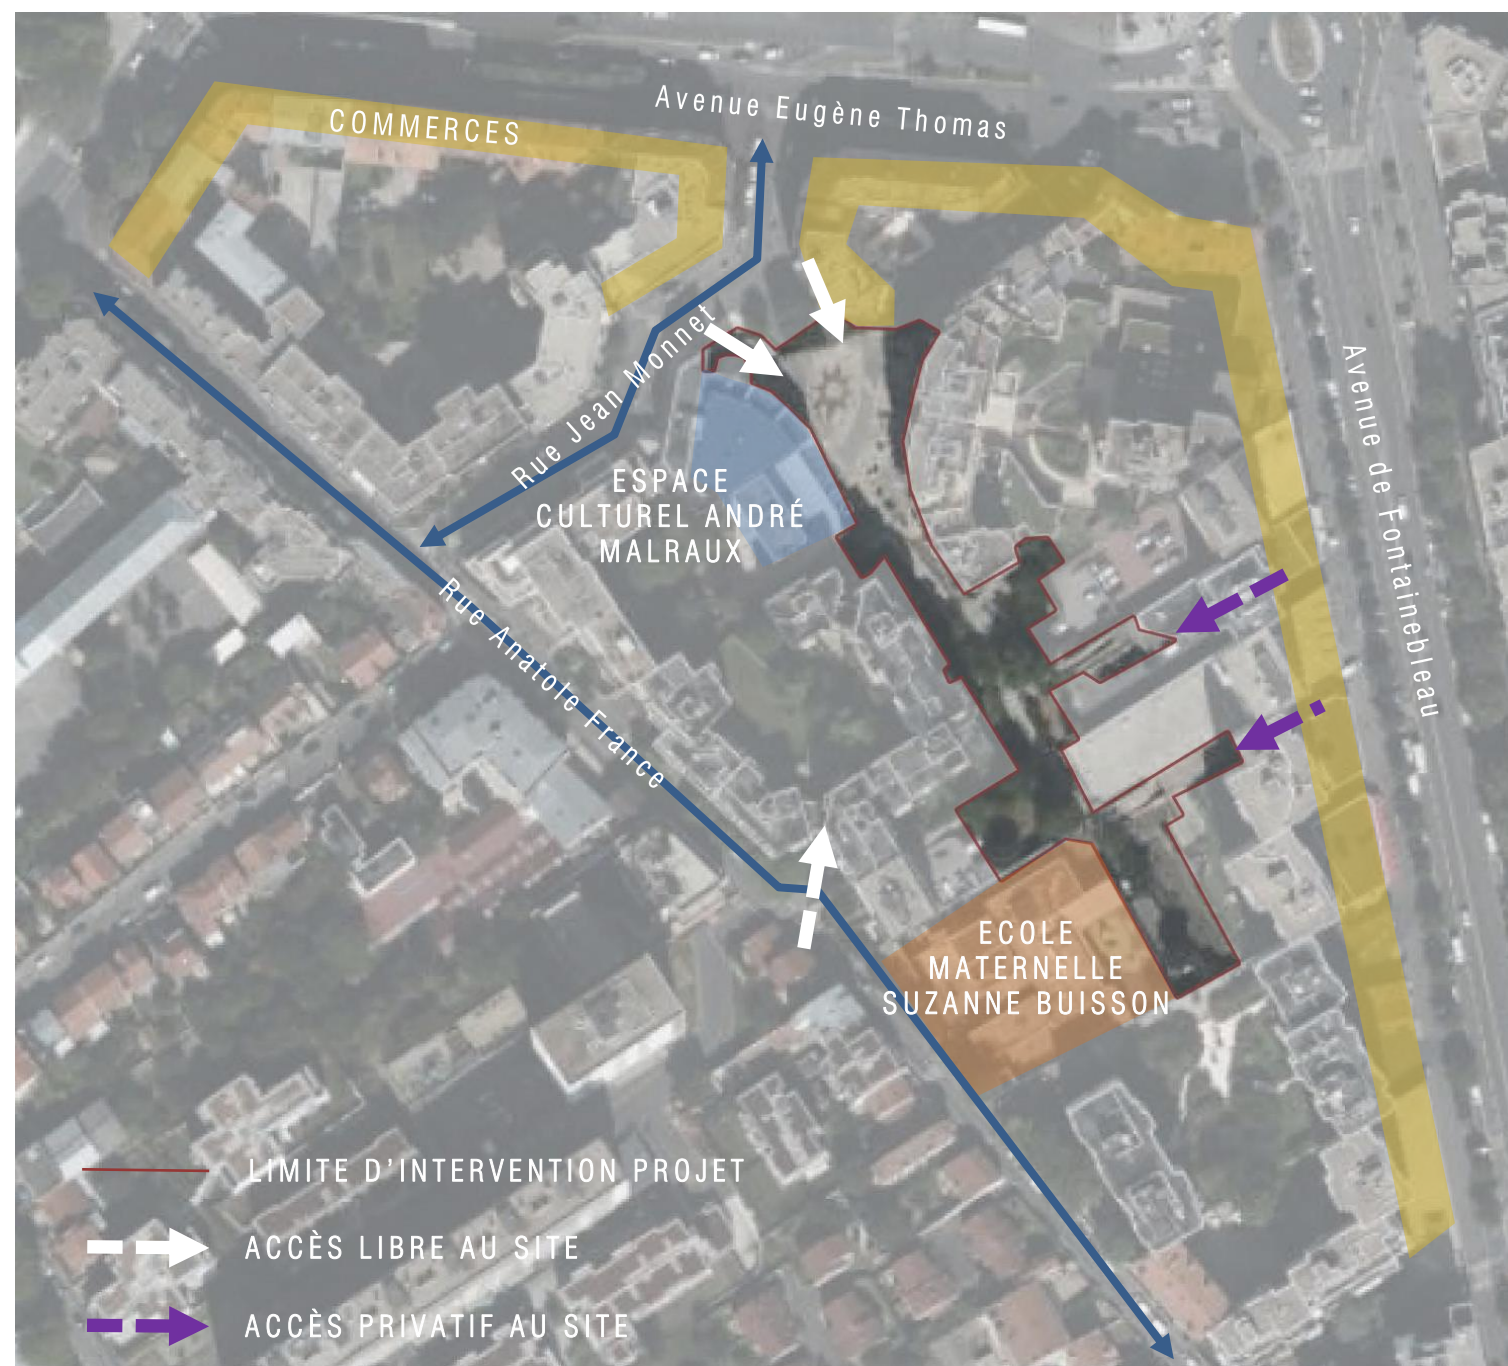 Avenue Eugène Thomas
COMMERCES
Rue Jean Monnet
Avenue de Fontainebleau
ESPACE
CULTUREL ANDRÉ
MALRAUX
Rue Anatole France
ECOLE
MATERNELLE
SUZANNE BUISSON
LIMITE D'INTERVENTION PROJET
ACCÈS LIBRE AU SITE
ACCÈS PRIVATIF AU SITE